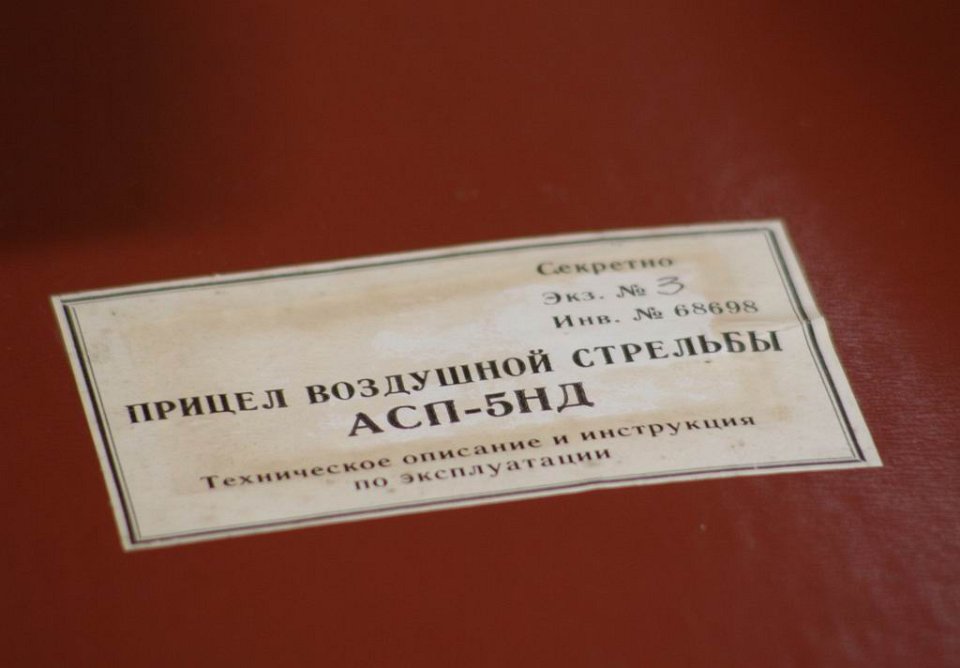 Секретно
Экз. № 3
Инв. № 68698
ПРИЦЕЛ ВОЗДУШНОЙ СТРЕЛЬБЫ
АСП-5НД
Техническое описание и инструкция
по эксплуатации